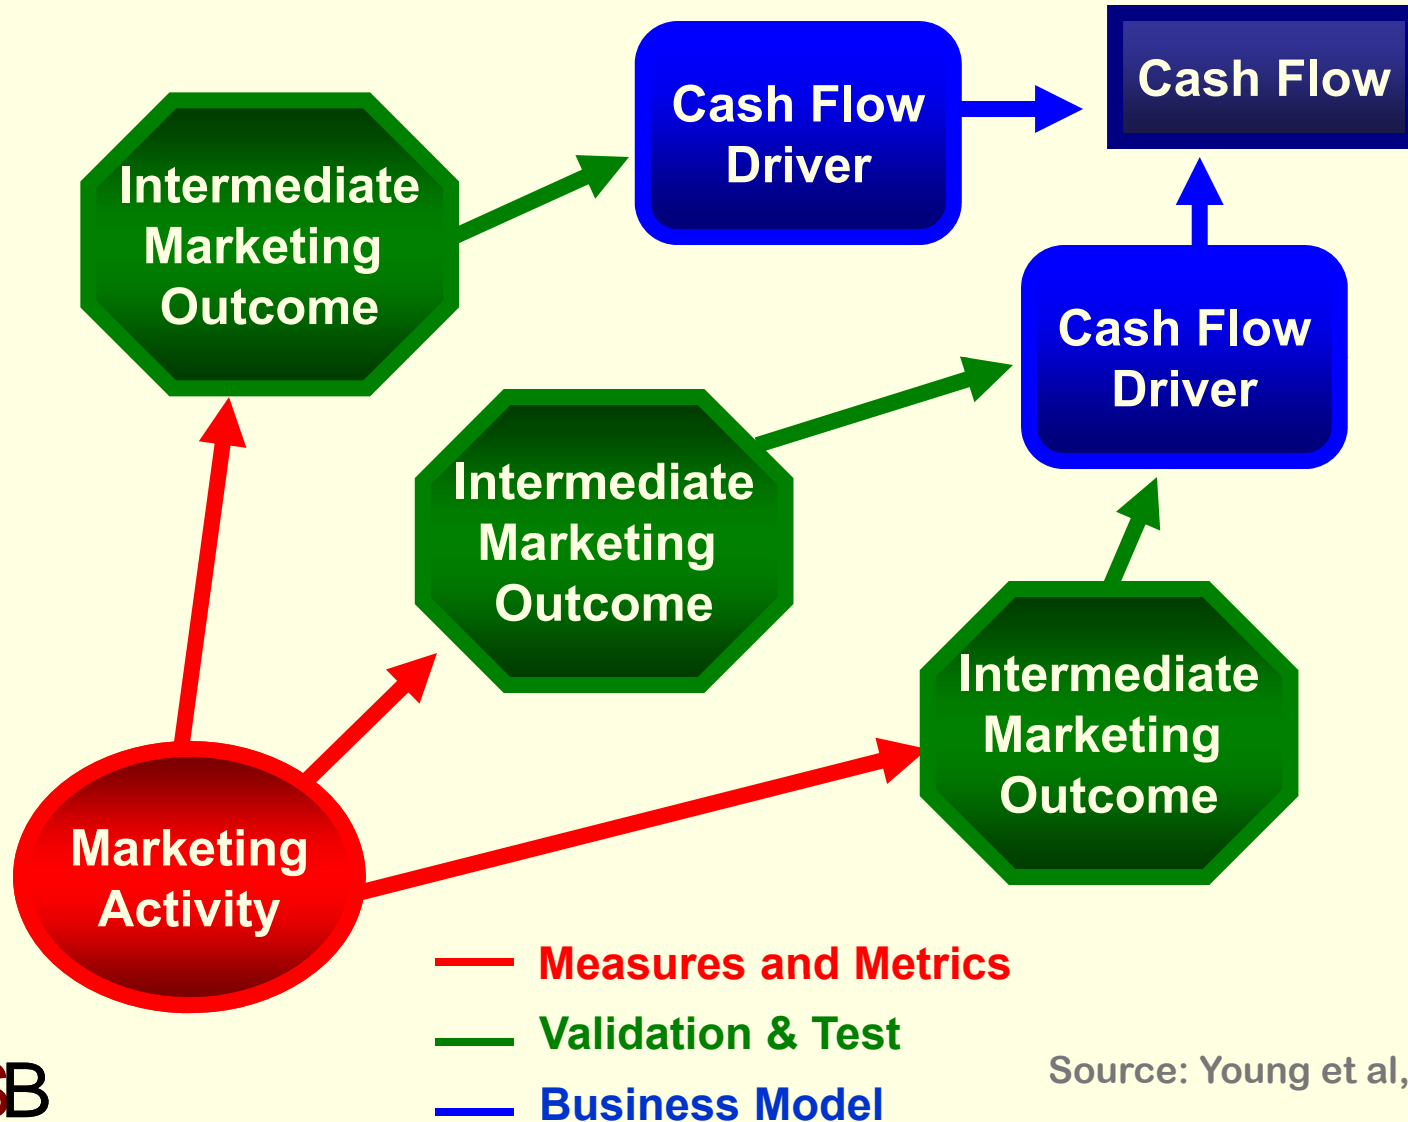 Cash Flow
Cash Flow
Driver
Intermediate
Marketing
Outcome
Cash Flow
Driver
Intermediate
Marketing
Outcome
Intermediate
Marketing
Outcome
Marketing
Activity
Measures and Metrics
Validation & Test
Business Model
Source: Young et al,
SB